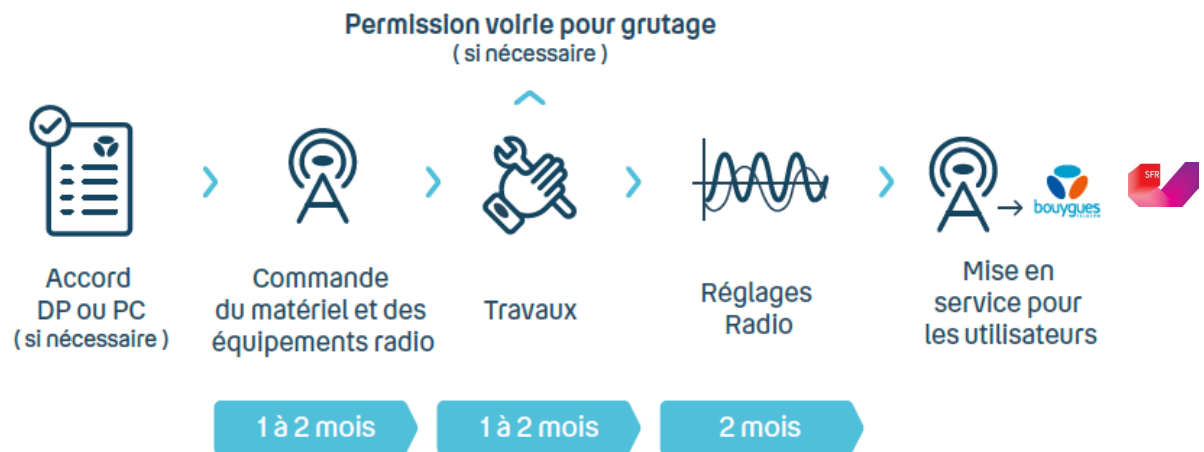 Permission voirie pour grutage
( si nécessaire )
bouygues
TELECOM
SFR
Accord
DP ou PC
( si nécessaire )
Commande
du matériel et des
équipements radio
Travaux
Réglages
Radio
Mise en
service pour
les utilisateurs
1 à 2 mois
1 à 2 mois
2 mois